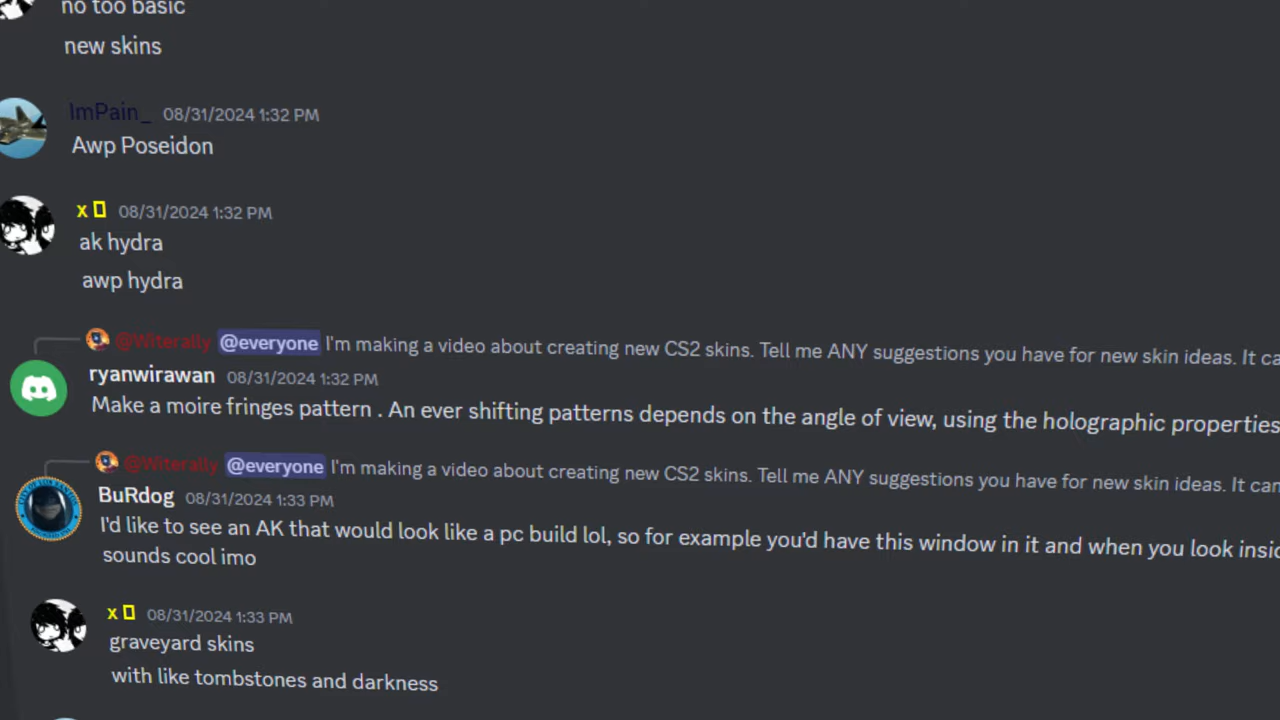 no too basic
new skins
ImPain_ 08/31/2024 1:32 PM
Awp Poseidon
x 08/31/2024 1:32 PM
ak hydra
awp hydra
@Witerally @everyone I'm making a video about creating new CS2 skins. Tell me ANY suggestions you have for new skin ideas. It ca
ryanwirawan 08/31/2024 1:32 PM
Make a moire fringes pattern . An ever shifting patterns depends on the angle of view, using the holographic properties
@Witerally @everyone I'm making a video about creating new CS2 skins. Tell me ANY suggestions you have for new skin ideas. It can
BuRdog 08/31/2024 1:33 PM
I'd like to see an AK that would look like a pc build lol, so for example you'd have this window in it and when you look insi
sounds cool imo
x 08/31/2024 1:33 PM
graveyard skins
with like tombstones and darkness